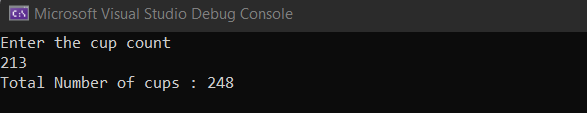 Microsoft Visual Studio Debug Console
Enter the cup count
213
Total Number of cups : 248